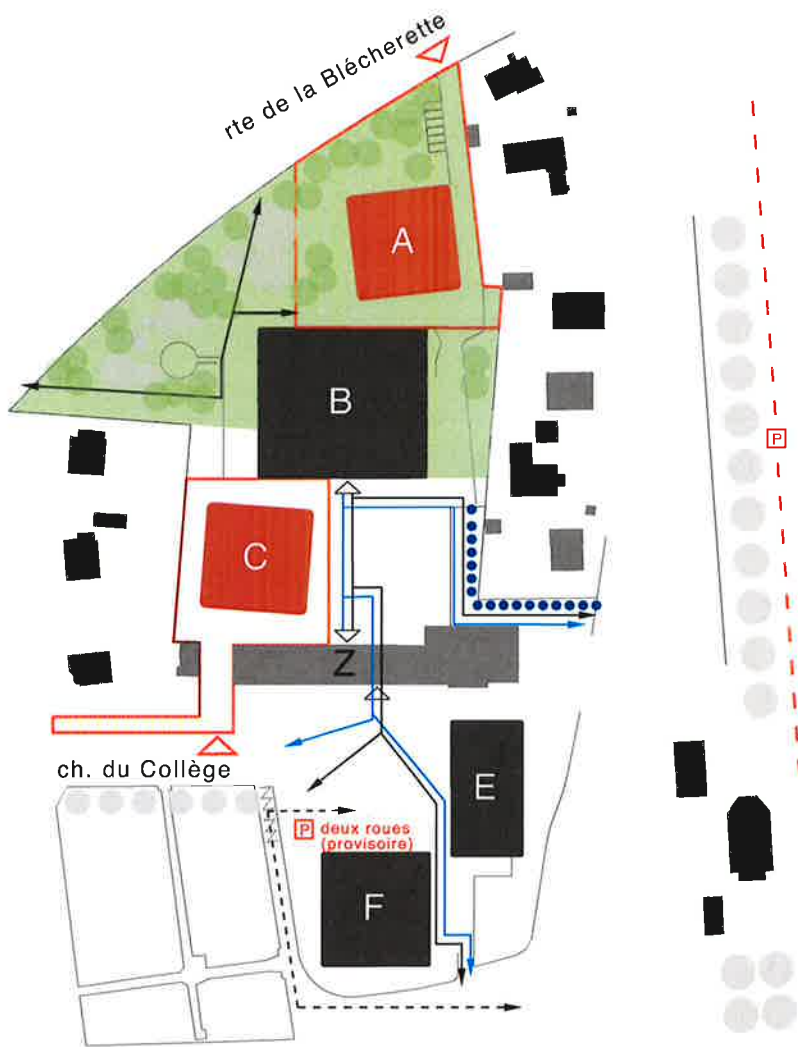 rte de la Blécherette
A
B
P
C
Z
ch. du Collège
E
P deux roues
(provisoire)
F